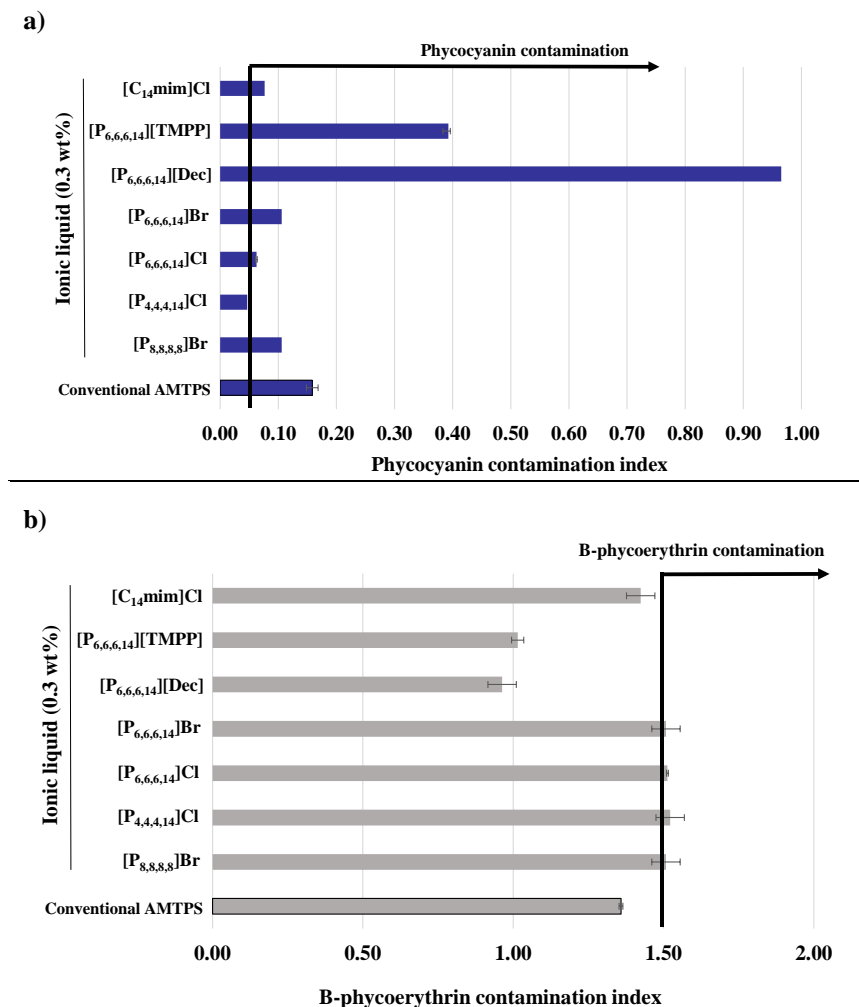 a)
Phycocyanin contamination
Ionic liquid (0.3 wt%)
[C₁₄mim]Cl
[P₆,₆,₆,₁₄][TMPP]
[P₆,₆,₆,₁₄][Dec]
[P₆,₆,₆,₁₄]Br
[P₆,₆,₆,₁₄]Cl
[P₄,₄,₄,₁₄]Cl
[P₈,₈,₈,₈]Br
Conventional AMTPS
0.00 0.10 0.20 0.30 0.40 0.50 0.60 0.70 0.80 0.90 1.00
Phycocyanin contamination index
b)
B-phycoerythrin contamination
Ionic liquid (0.3 wt%)
[C₁₄mim]Cl
[P₆,₆,₆,₁₄][TMPP]
[P₆,₆,₆,₁₄][Dec]
[P₆,₆,₆,₁₄]Br
[P₆,₆,₆,₁₄]Cl
[P₄,₄,₄,₁₄]Cl
[P₈,₈,₈,₈]Br
Conventional AMTPS
0.00 0.50 1.00 1.50 2.00
B-phycoerythrin contamination index